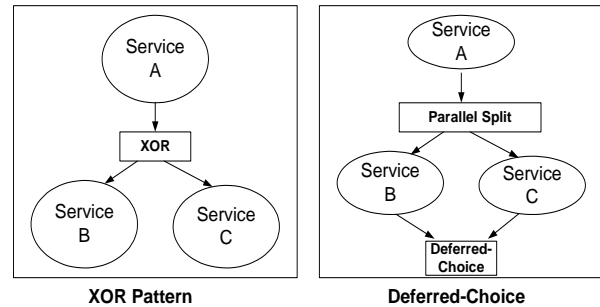 Service
A
XOR
Service
B
Service
C
XOR Pattern
Service
A
Parallel Split
Service
B
Service
C
Deferred-
Choice
Deferred-Choice